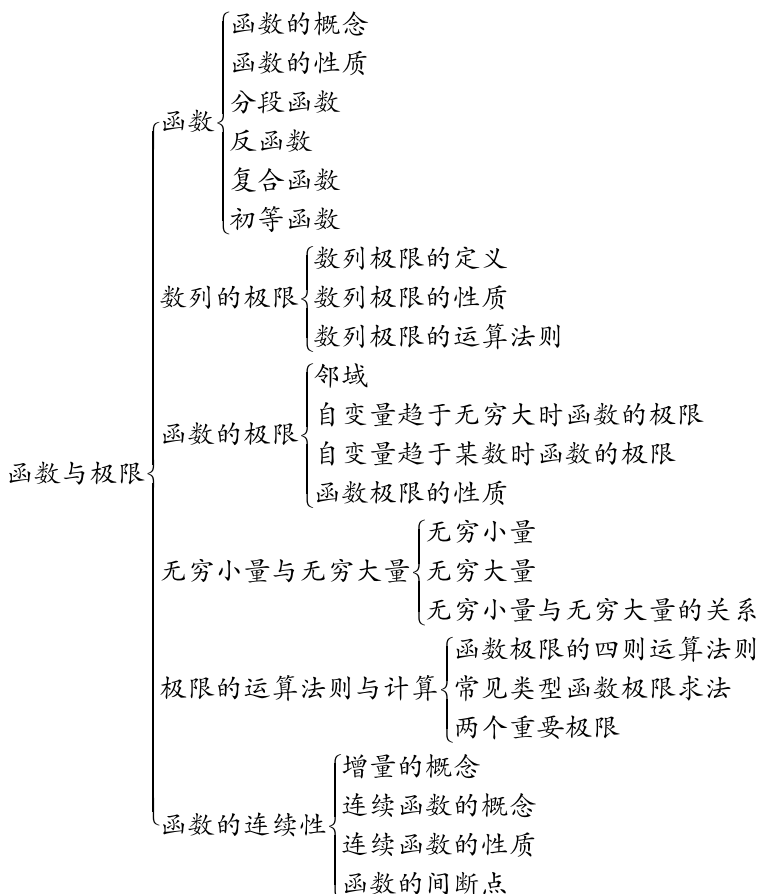 函数与极限
函数
函数的概念
函数的性质
分段函数
反函数
复合函数
初等函数
数列的极限
数列极限的定义
数列极限的性质
数列极限的运算法则
函数的极限
邻域
自变量趋于无穷大时函数的极限
自变量趋于某数时函数的极限
函数极限的性质
无穷小量与无穷大量
无穷小量
无穷大量
无穷小量与无穷大量的关系
极限的运算法则与计算
函数极限的四则运算法则
常见类型函数极限求法
两个重要极限
函数的连续性
增量的概念
连续函数的概念
连续函数的性质
函数的间断点